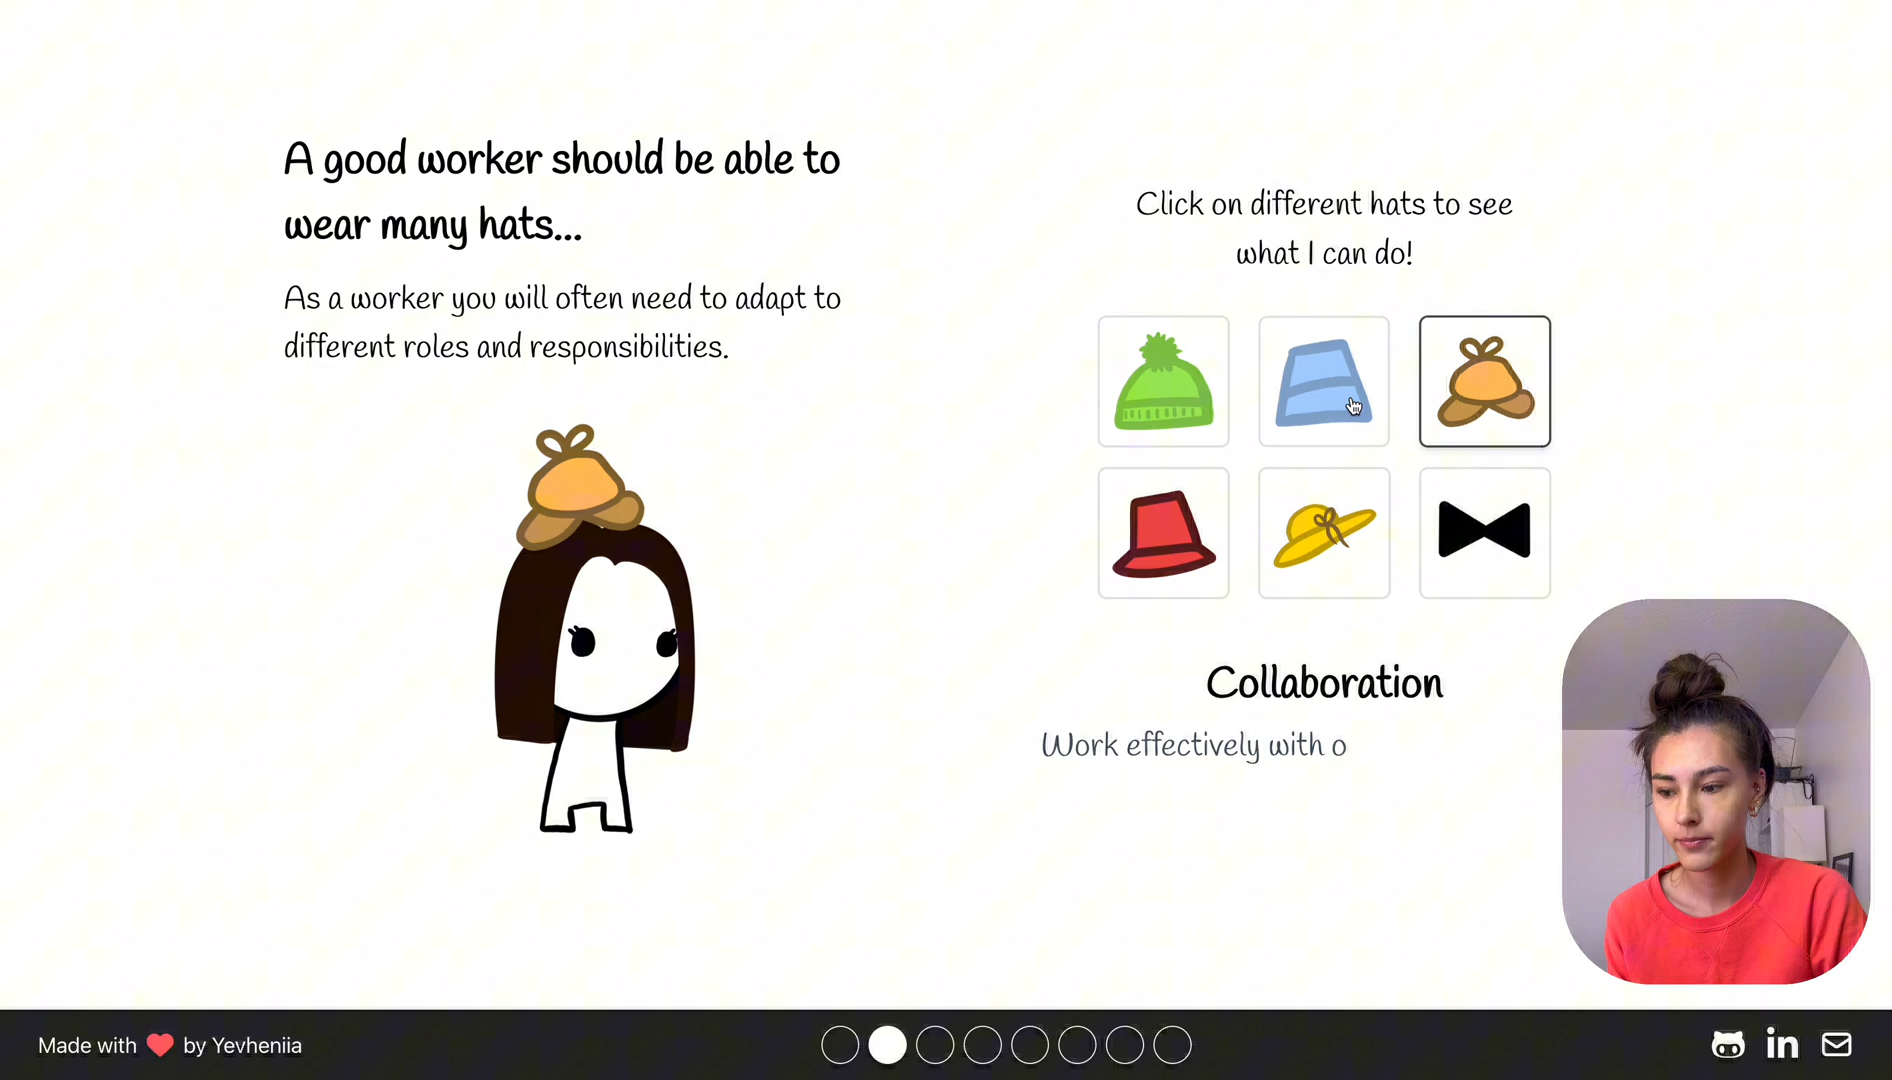 A good worker should be able to
wear many hats...
As a worker you will often need to adapt to
different roles and responsibilities.
Click on different hats to see
what I can do!
Collaboration
Work effectively with o
Made with ❤ by Yevheniia
in